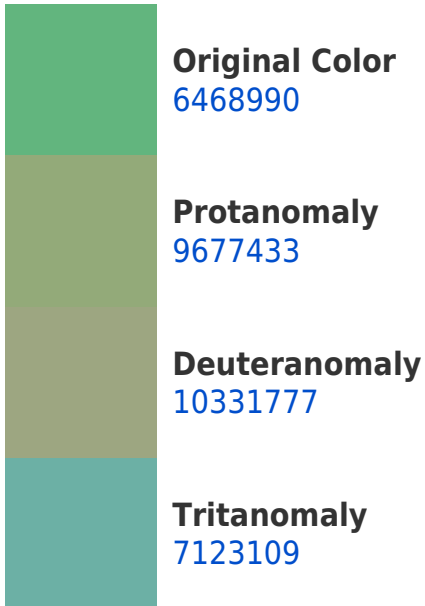 Original Color
6468990
Protanomaly
9677433
Deuteranomaly
10331777
Tritanomaly
7123109